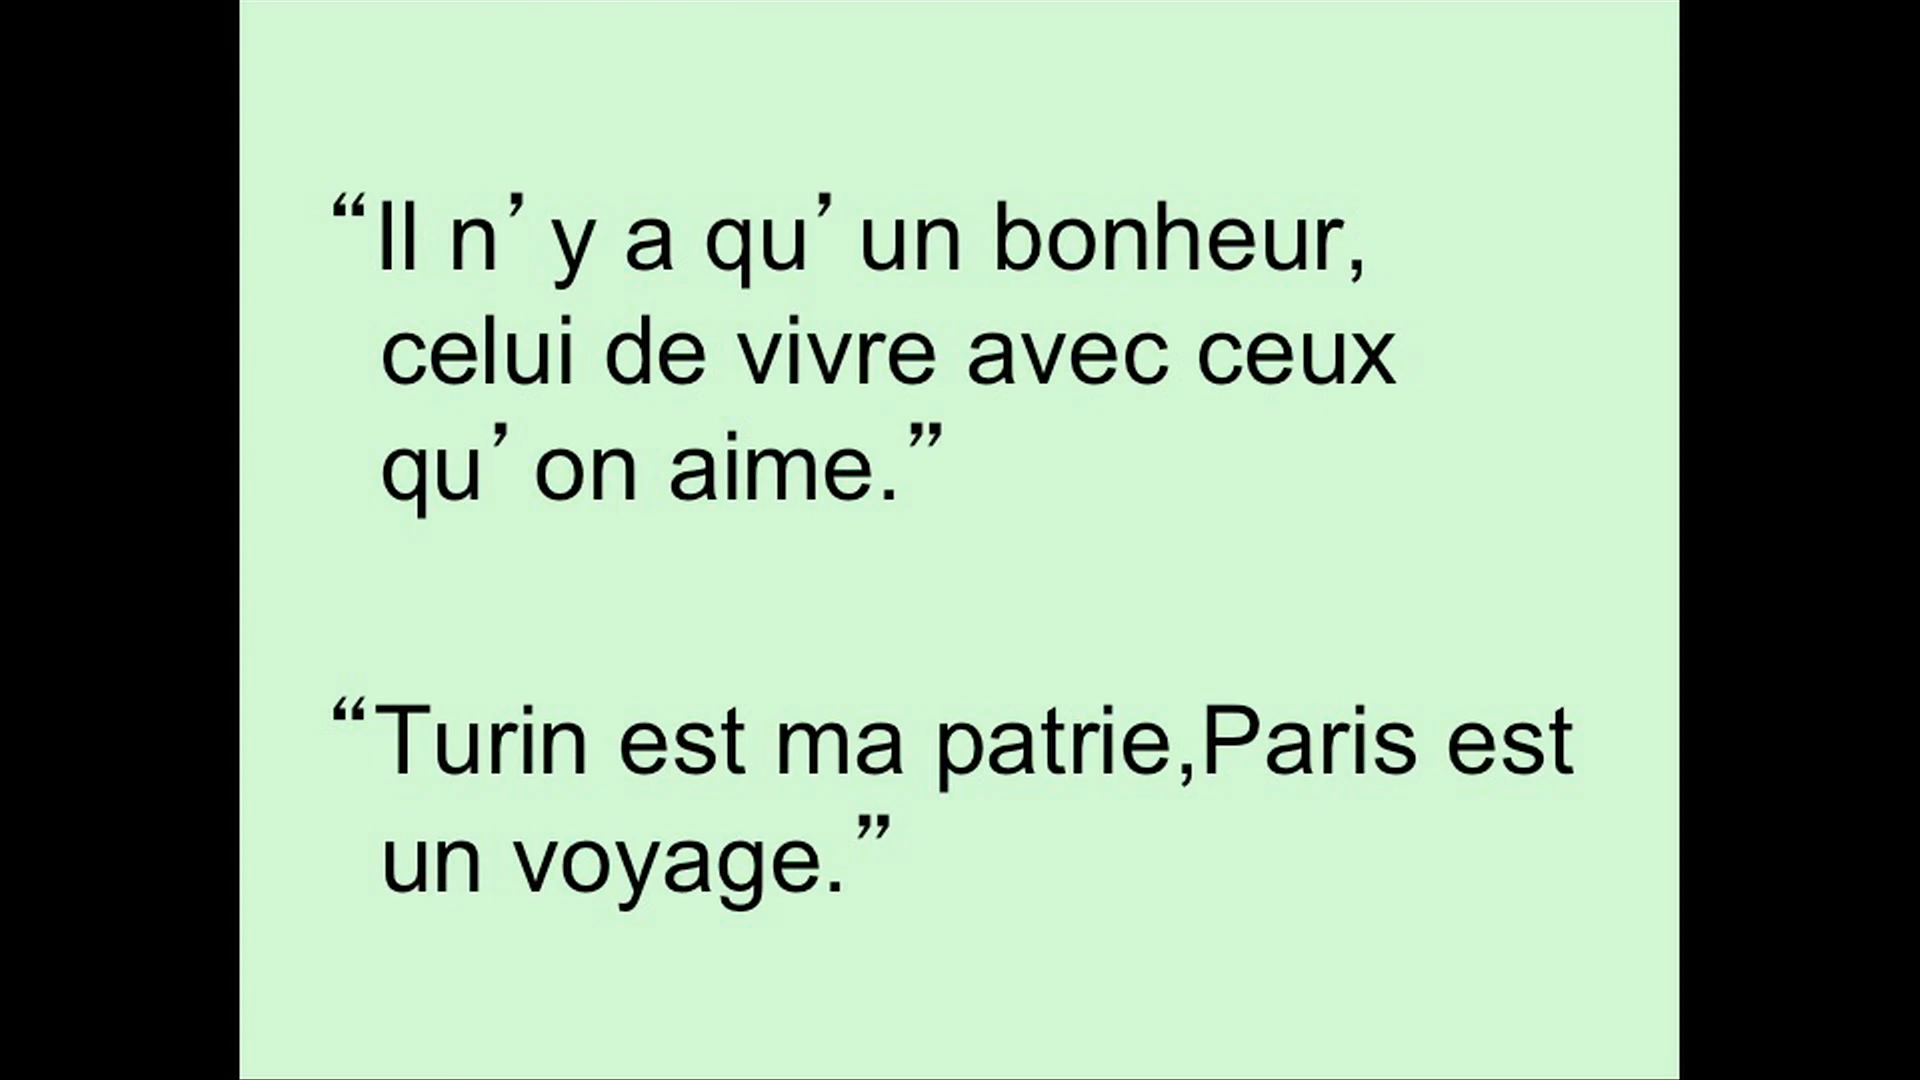 “Il n’y a qu’un bonheur,
celui de vivre avec ceux
qu’on aime.”
“Turin est ma patrie,Paris est
un voyage.”